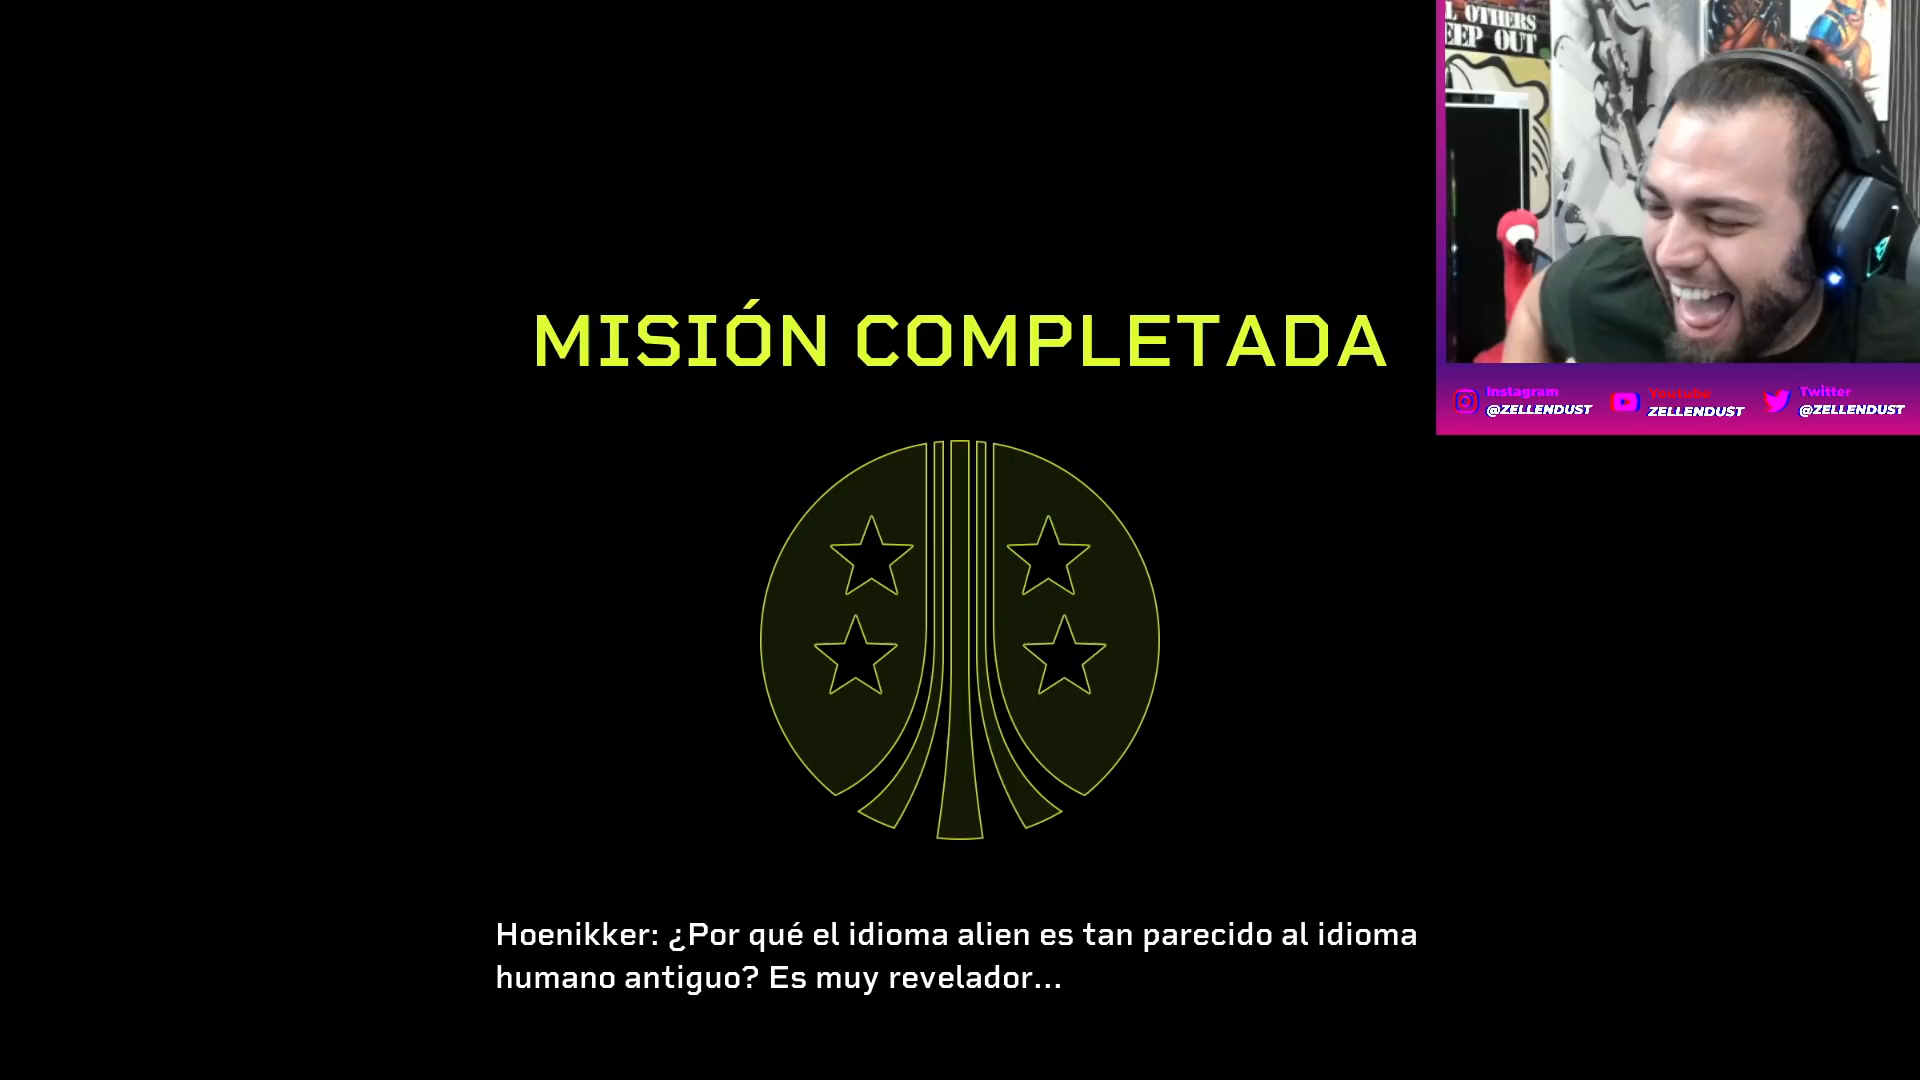 L OTHERS
EEP OUT
MISIÓN COMPLETADA
Instagram
@ZELLENDUST
Youtube
ZELLENDUST
Twitter
@ZELLENDUST
Hoenikker: ¿Por qué el idioma alien es tan parecido al idioma
humano antiguo? Es muy revelador...